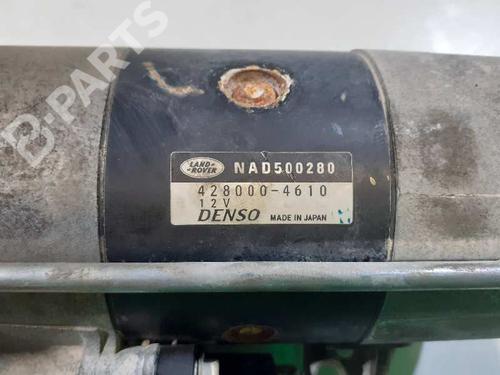 B-PARTS
LAND-ROVER NAD500280
428000-4610
12V
DENSO MADE IN JAPAN